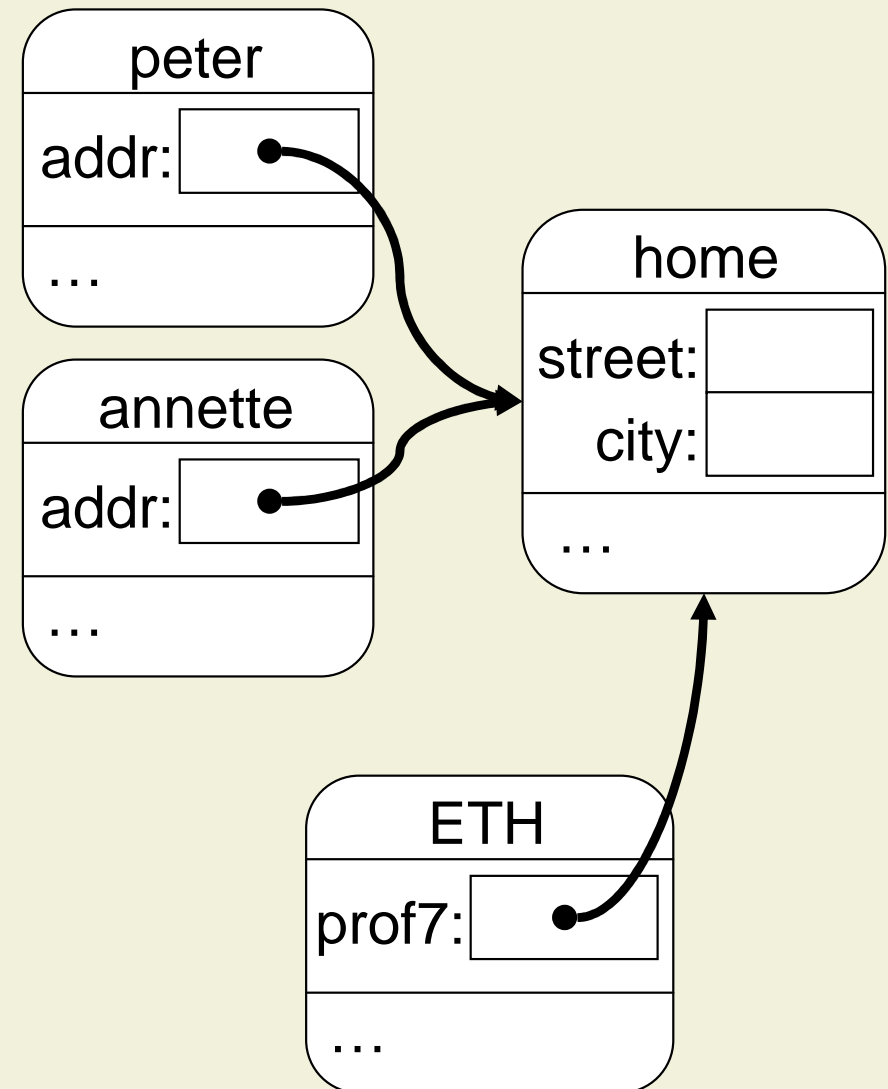 peter
addr:
…
annette
addr:
…
home
street:
city:
…
ETH
prof7:
…